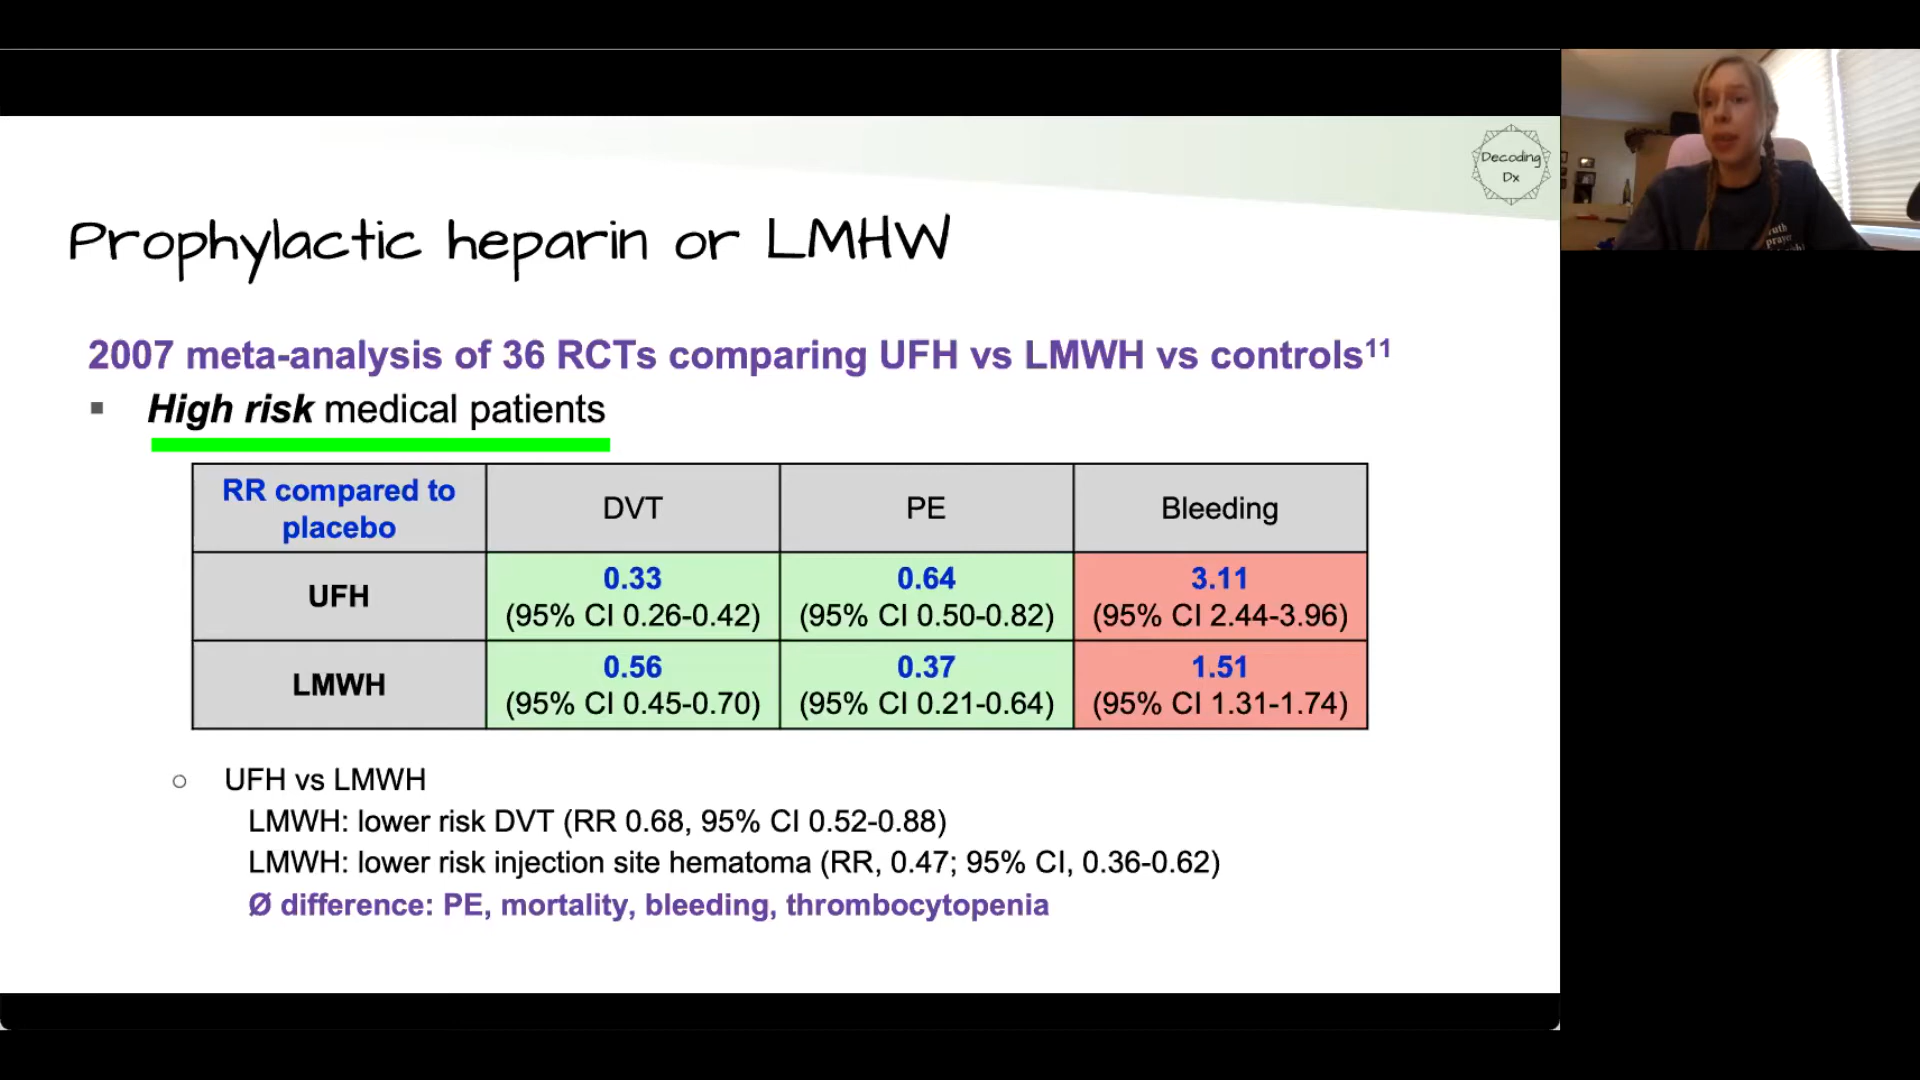 Decoding
Dx
Prophylactic heparin or LMHW
2007 meta-analysis of 36 RCTs comparing UFH vs LMWH vs controls¹¹
▪ High risk medical patients
RR compared to
placebo
DVT
PE
Bleeding
UFH
0.33
(95% CI 0.26-0.42)
0.64
(95% CI 0.50-0.82)
3.11
(95% CI 2.44-3.96)
LMWH
0.56
(95% CI 0.45-0.70)
0.37
(95% CI 0.21-0.64)
1.51
(95% CI 1.31-1.74)
○ UFH vs LMWH
LMWH: lower risk DVT (RR 0.68, 95% CI 0.52-0.88)
LMWH: lower risk injection site hematoma (RR, 0.47; 95% CI, 0.36-0.62)
Ø difference: PE, mortality, bleeding, thrombocytopenia
prayer